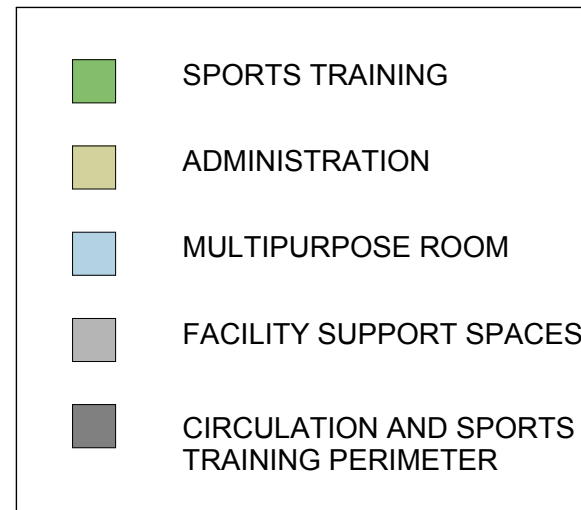 SPORTS TRAINING
ADMINISTRATION
MULTIPURPOSE ROOM
FACILITY SUPPORT SPACES
CIRCULATION AND SPORTS
TRAINING PERIMETER